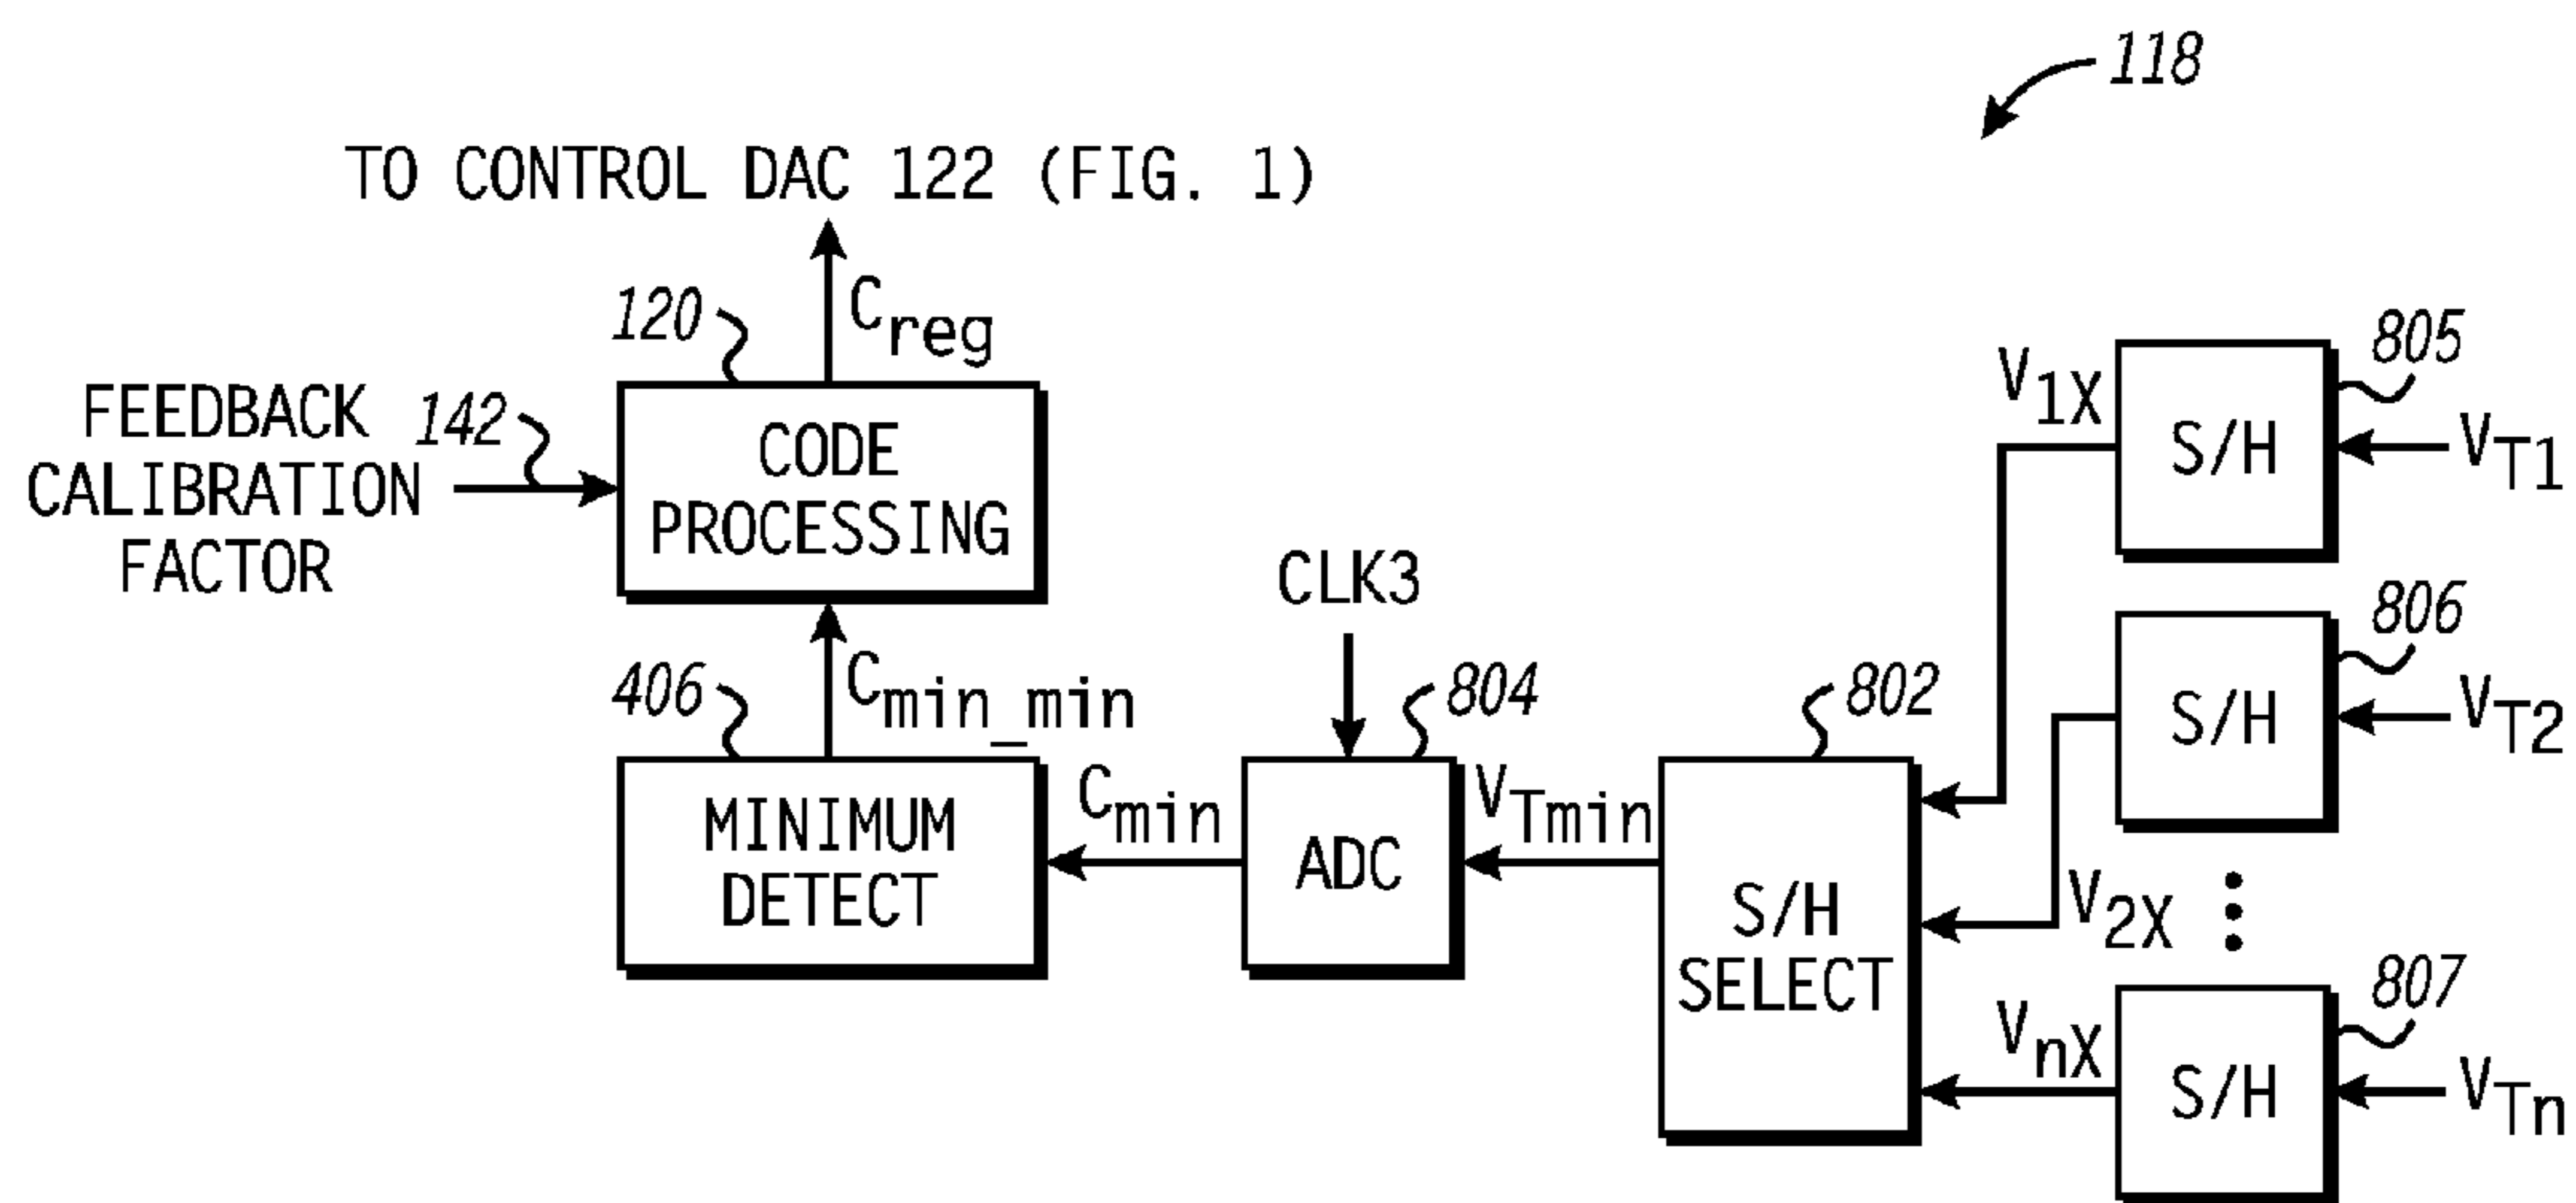 118
TO CONTROL DAC 122 (FIG. 1)
120
Creg
805
V1X
S/H
VT1
FEEDBACK
CALIBRATION
FACTOR
142
CODE
PROCESSING
CLK3
806
S/H
VT2
406
Cmin_min
804
802
MINIMUM
DETECT
Cmin
ADC
VTmin
S/H
SELECT
V2X
807
VnX
S/H
VTn